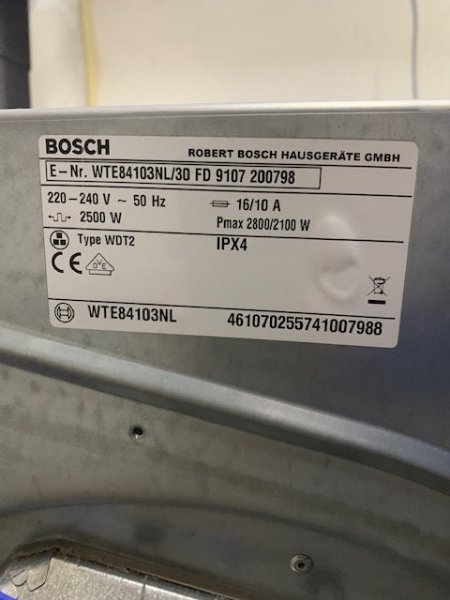 BOSCH
ROBERT BOSCH HAUSGERÄTE GMBH
E-Nr. WTE84103NL/30 FD 9107 200798
220-240 V ~ 50 Hz
16/10 A
2500 W
Pmax 2800/2100 W
Type WDT2
IPX4
CE
DVE
WTE84103NL
461070255741007988